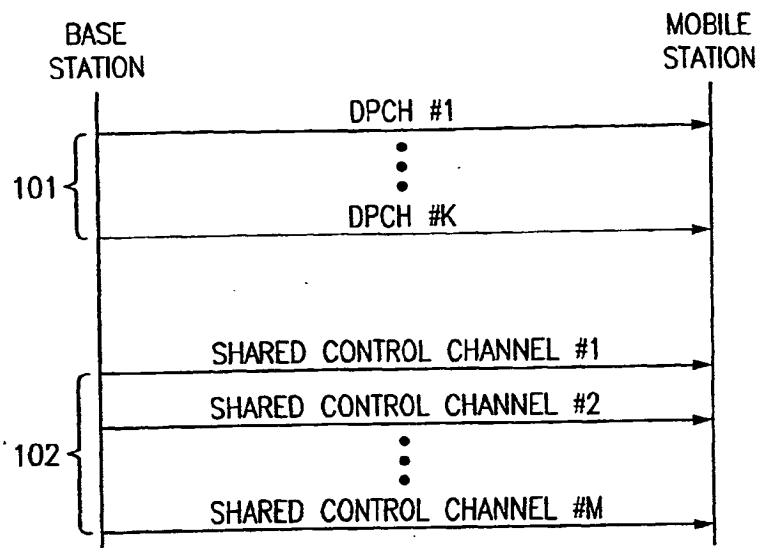 BASE
STATION
MOBILE
STATION
DPCH #1
101
DPCH #K
SHARED CONTROL CHANNEL #1
SHARED CONTROL CHANNEL #2
102
SHARED CONTROL CHANNEL #M